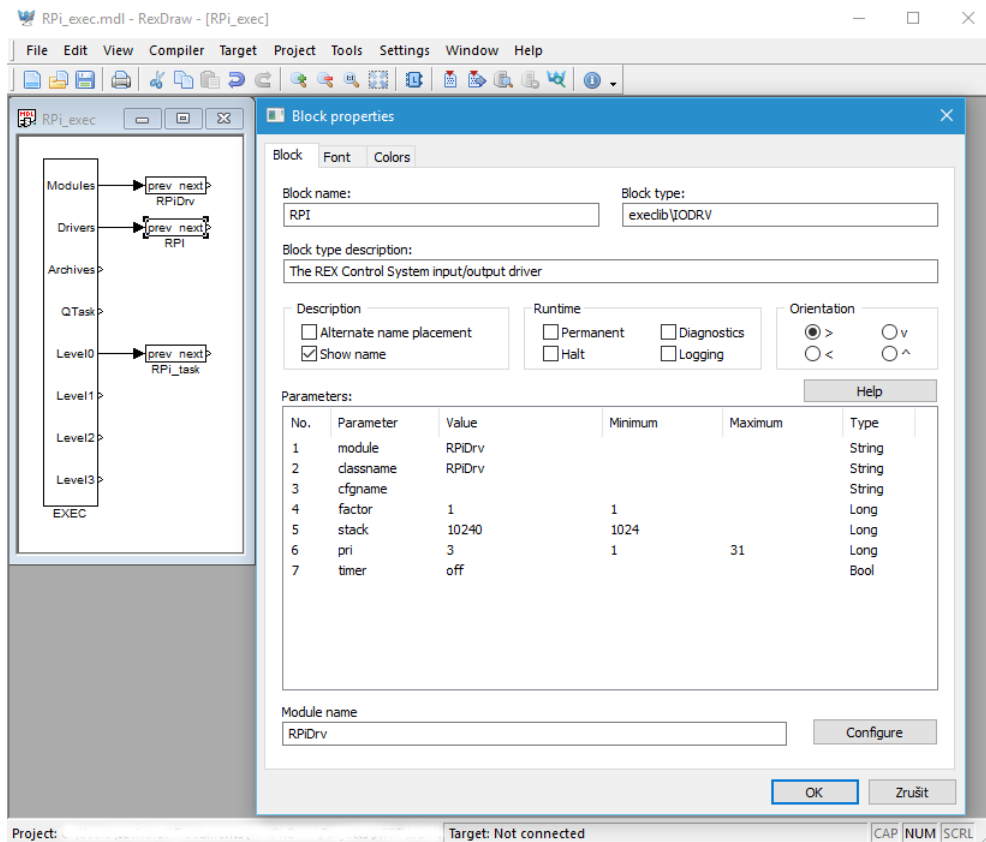 RPi_exec.mdl - RexDraw - [RPi_exec]
File Edit View Compiler Target Project Tools Settings Window Help
RPi_exec
Modules
prev next
RPiDrv
Drivers
prev next
RPI
Archives
QTask
Level0
prev next
RPi_task
Level1
Level2
Level3
EXEC
Block properties
Block Font Colors
Block name: Block type:
RPI execlib\IODRV
Block type description:
The REX Control System input/output driver
Description Runtime Orientation
Alternate name placement Permanent Diagnostics > v
Show name Halt Logging < ^
Help
Parameters:
No. Parameter Value Minimum Maximum Type
1 module RPiDrv String
2 classname RPiDrv String
3 cfgname String
4 factor 1 1 Long
5 stack 10240 1024 Long
6 pri 3 1 31 Long
7 timer off Bool
Module name
RPiDrv Configure
OK Zrušit
Project: Target: Not connected CAP NUM SCRL